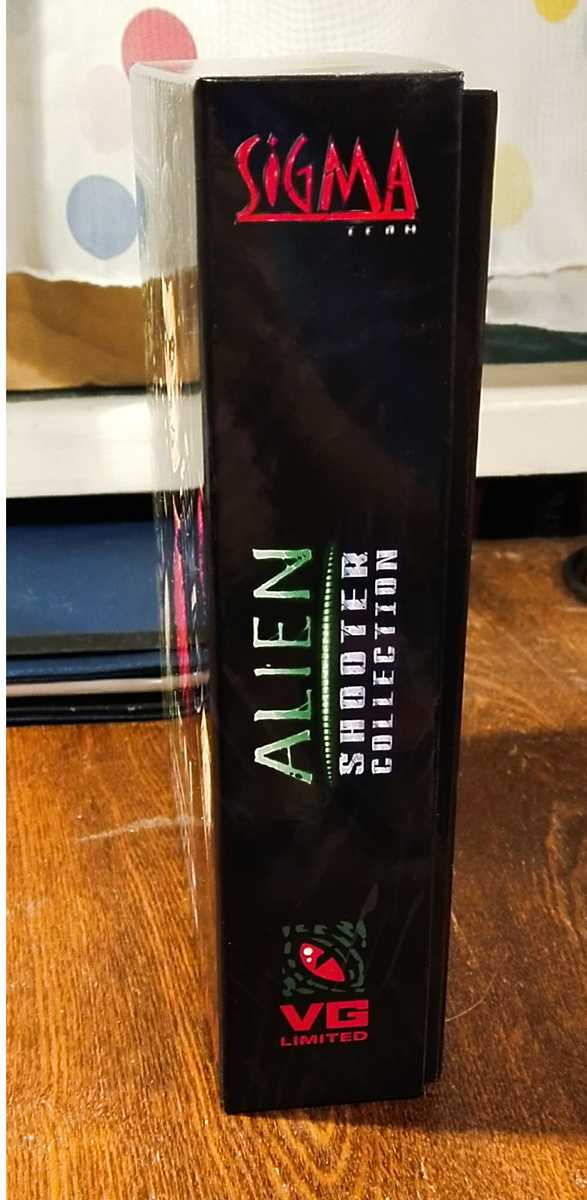 SIGMA
TEAM
ALIEN
SHOOTER
COLLECTION
VG
LIMITED